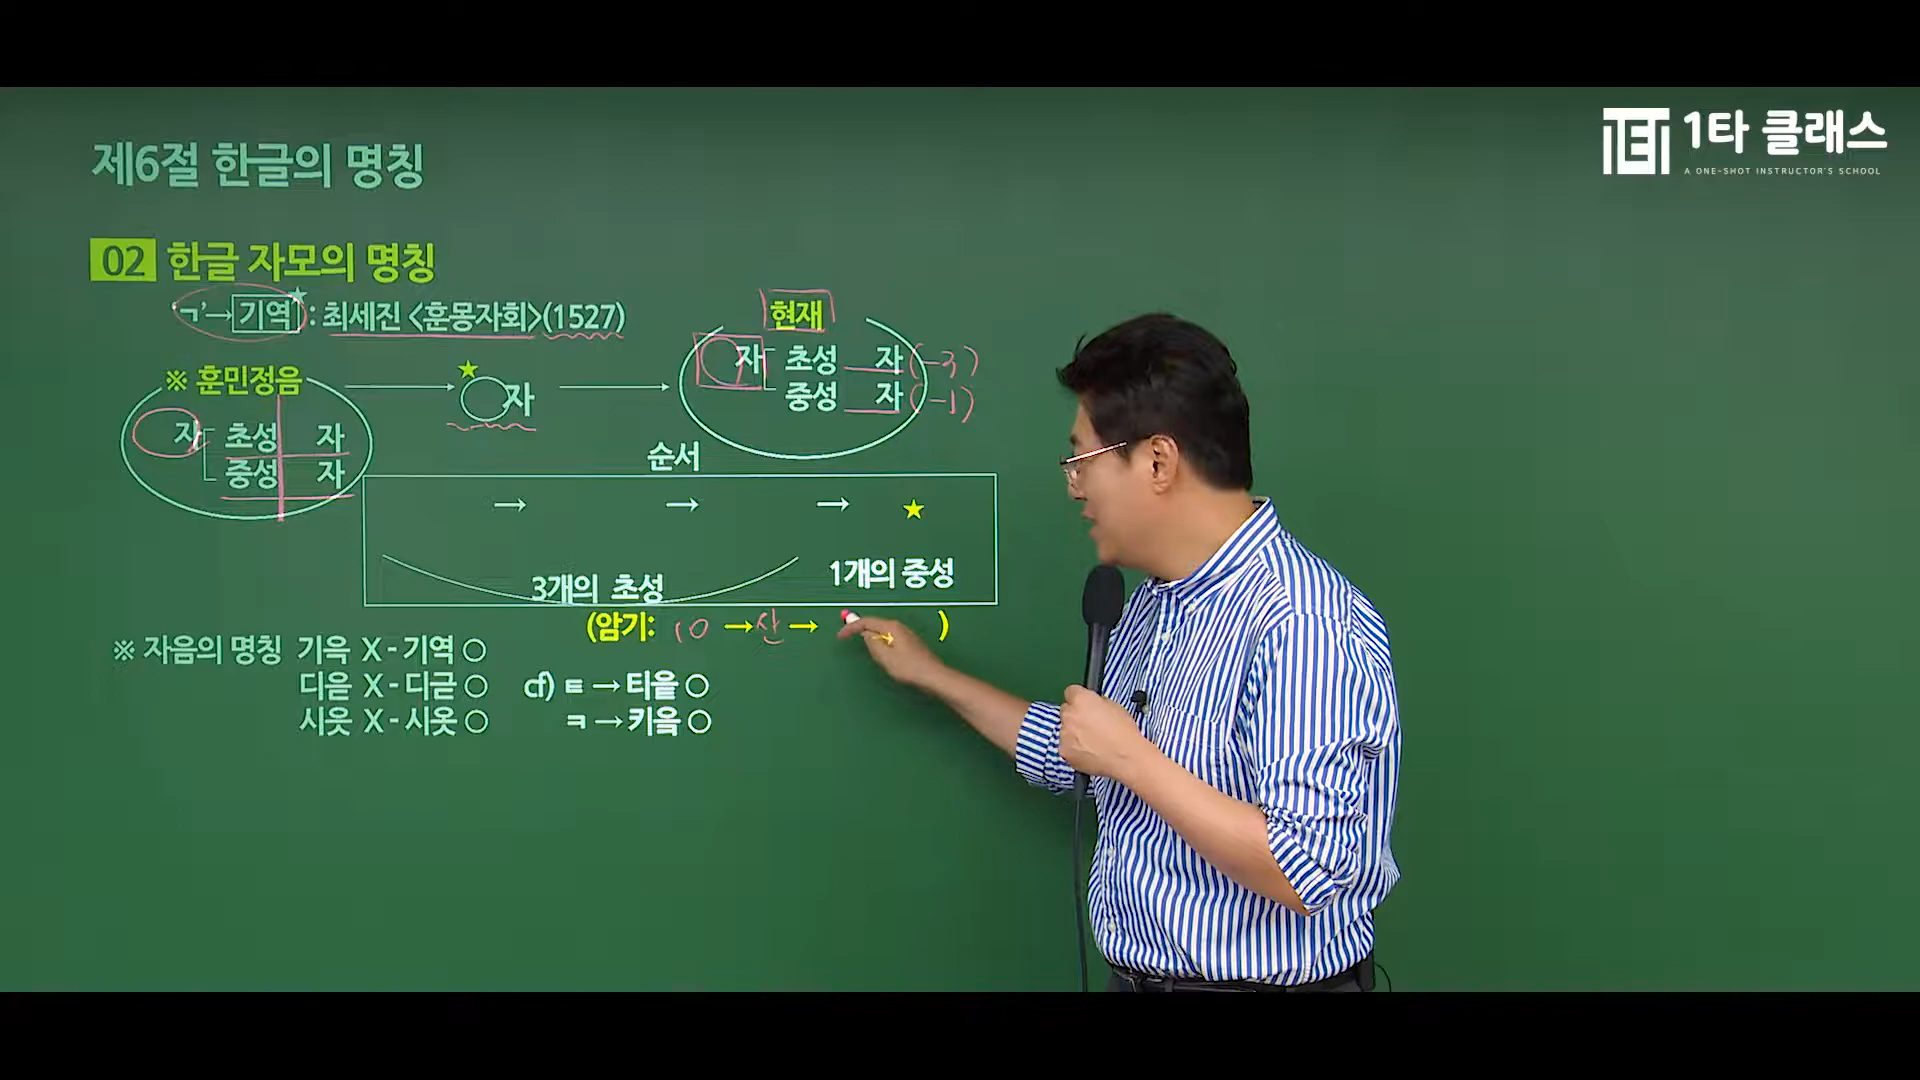 1타 클래스
A ONE-SHOT INSTRUCTOR'S SCHOOL
제6절 한글의 명칭
02 한글 자모의 명칭
'ㄱ'→기역 : 최세진 <훈몽자회>(1527)
현재
자 초성 자 (-3)
중성 자 (-1)
※ 훈민정음
자
자 초성 자
중성 자
순서
→ → → ★
3개의 초성
1개의 중성
(암기: 10 →산→ → )
※ 자음의 명칭 기윽 X - 기역 ○
디읃 X - 디귿 ○ cf) ㅌ → 티읕 ○
시읏 X - 시옷 ○ ㅋ → 키읔 ○